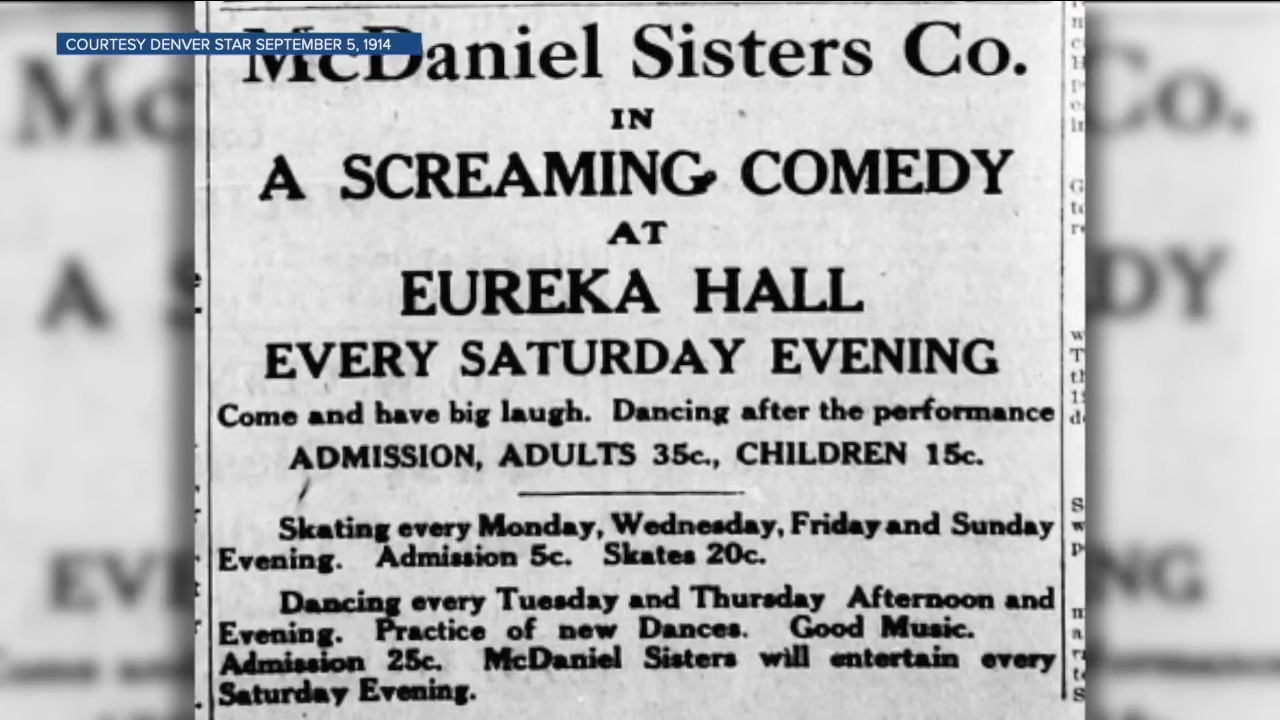 COURTESY DENVER STAR SEPTEMBER 5, 1914
McDaniel Sisters Co.
IN
A SCREAMING COMEDY
AT
EUREKA HALL
EVERY SATURDAY EVENING
Come and have big laugh. Dancing after the performance
ADMISSION, ADULTS 35c., CHILDREN 15c.
Skating every Monday, Wednesday, Friday and Sunday
Evening. Admission 5c. Skates 20c.
Dancing every Tuesday and Thursday Afternoon and
Evening. Practice of new Dances. Good Music.
Admission 25c. McDaniel Sisters will entertain every
Saturday Evening.